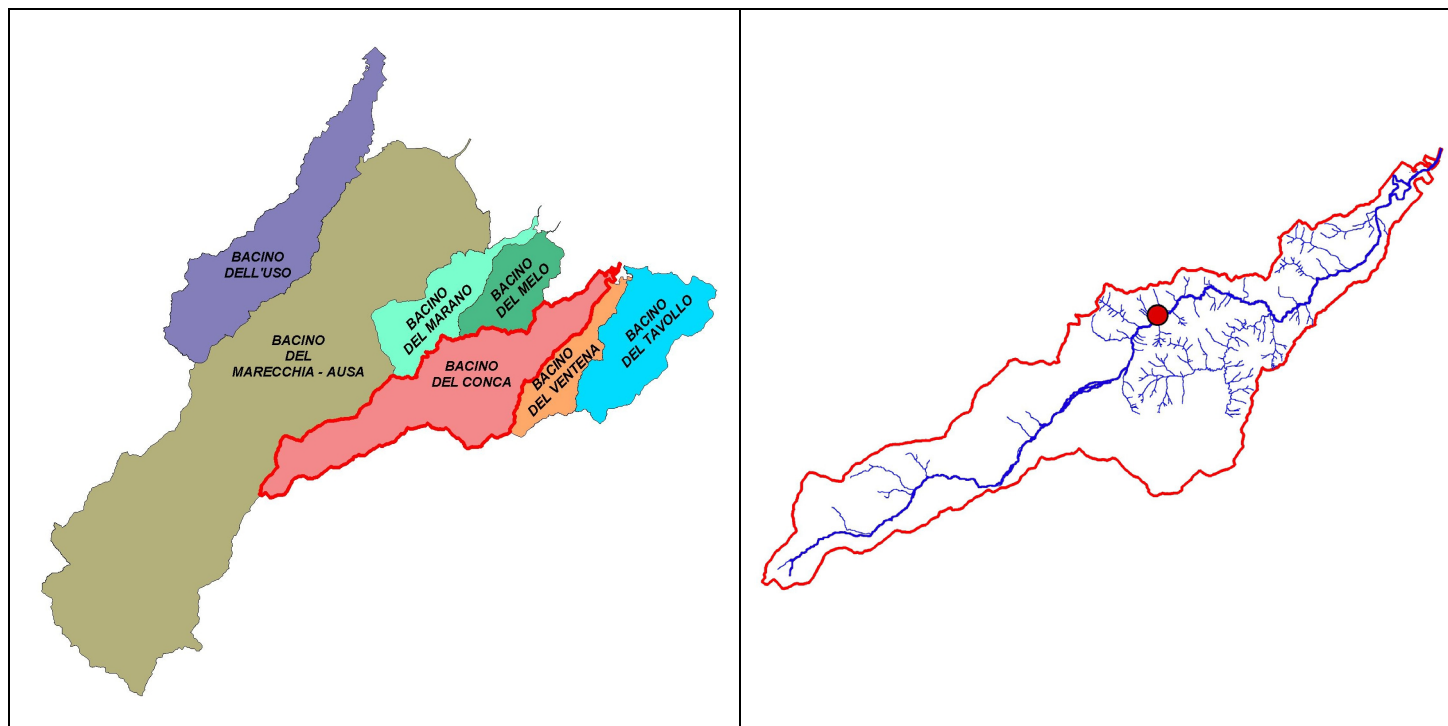 BACINO
DELL'USO
BACINO
DEL
MARECCHIA - AUSA
BACINO
DEL MARANO
BACINO
DEL MELO
BACINO
DEL CONCA
BACINO
DEL VENTENA
BACINO
DEL TAVOLLO